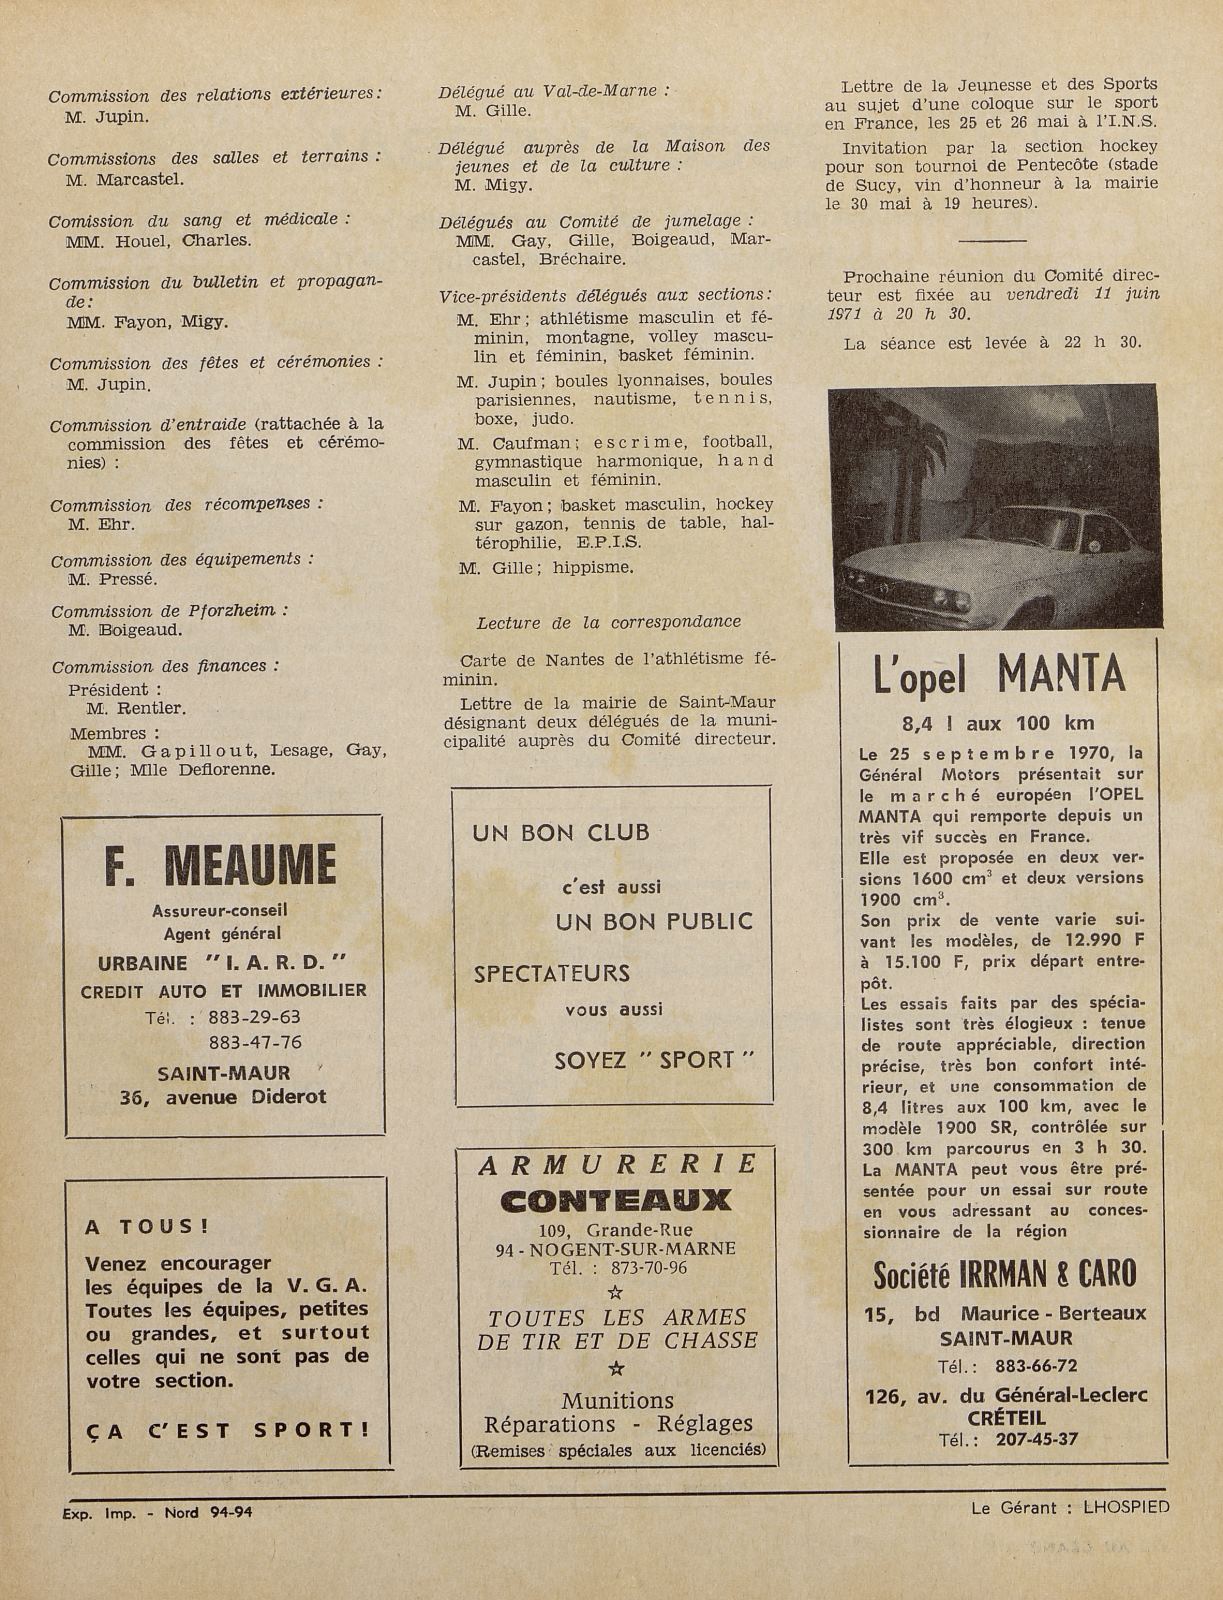 Commission des relations extérieures:
M. Jupin.
Commissions des salles et terrains :
M. Marcastel.
Comission du sang et médicale :
MM. Houel, Charles.
Commission du bulletin et propagan-
de:
MM. Fayon, Migy.
Commission des fêtes et cérémonies :
M. Jupin.
Commission d'entraide (rattachée à la
commission des fêtes et cérémo-
nies) :
Commission des récompenses :
M. Ehr.
Commission des équipements :
M. Pressé.
Commission de Pforzheim :
M. Boigeaud.
Commission des finances :
Président :
M. Rentler.
Membres :
MM. Gapillout, Lesage, Gay,
Gille; Mlle Deflorenne.
F. MEAUME
Assureur-conseil
Agent général
URBAINE "I. A. R. D."
CREDIT AUTO ET IMMOBILIER
Tél. : 883-29-63
883-47-76
SAINT-MAUR
36, avenue Diderot
A TOUS!
Venez encourager
les équipes de la V. G. A.
Toutes les équipes, petites
ou grandes, et surtout
celles qui ne sont pas de
votre section.
ÇA C'EST SPORT!
Délégué au Val-de-Marne :
M. Gille.
Délégué auprès de la Maison des
jeunes et de la culture :
M. Migy.
Délégués au Comité de jumelage :
MM. Gay, Gille, Boigeaud, Mar-
castel, Bréchaire.
Vice-présidents délégués aux sections:
M. Ehr; athlétisme masculin et fé-
minin, montagne, volley mascu-
lin et féminin, basket féminin.
M. Jupin; boules lyonnaises, boules
parisiennes, nautisme, tennis,
boxe, judo.
M. Caufman; escrime, football,
gymnastique harmonique, hand
masculin et féminin.
M. Fayon; basket masculin, hockey
sur gazon, tennis de table, hal-
térophilie, E.P.I.S.
M. Gille; hippisme.
Lecture de la correspondance
Carte de Nantes de l'athlétisme fé-
minin.
Lettre de la mairie de Saint-Maur
désignant deux délégués de la muni-
cipalité auprès du Comité directeur.
UN BON CLUB
c'est aussi
UN BON PUBLIC
SPECTATEURS
vous aussi
SOYEZ "SPORT"
ARMURERIE
CONTEAUX
109, Grande-Rue
94 - NOGENT-SUR-MARNE
Tél. : 873-70-96
☆
TOUTES LES ARMES
DE TIR ET DE CHASSE
☆
Munitions
Réparations - Réglages
(Remises spéciales aux licenciés)
Lettre de la Jeunesse et des Sports
au sujet d'une coloque sur le sport
en France, les 25 et 26 mai à l'I.N.S.
Invitation par la section hockey
pour son tournoi de Pentecôte (stade
de Sucy, vin d'honneur à la mairie
le 30 mai à 19 heures).
Prochaine réunion du Comité direc-
teur est fixée au vendredi 11 juin
1971 à 20 h 30.
La séance est levée à 22 h 30.
L'opel MANTA
8,4 l aux 100 km
Le 25 septembre 1970, la
Général Motors présentait sur
le marché européen l'OPEL
MANTA qui remporte depuis un
très vif succès en France.
Elle est proposée en deux ver-
sions 1600 cm³ et deux versions
1900 cm³.
Son prix de vente varie sui-
vant les modèles, de 12.990 F
à 15.100 F, prix départ entre-
pôt.
Les essais faits par des spécia-
listes sont très élogieux : tenue
de route appréciable, direction
précise, très bon confort inté-
rieur, et une consommation de
8,4 litres aux 100 km, avec le
modèle 1900 SR, contrôlée sur
300 km parcourus en 3 h 30.
La MANTA peut vous être pré-
sentée pour un essai sur route
en vous adressant au conces-
sionnaire de la région
Société IRRMAN & CARO
15, bd Maurice - Berteaux
SAINT-MAUR
Tél.: 883-66-72
126, av. du Général-Leclerc
CRÉTEIL
Tél.: 207-45-37
Exp. Imp. - Nord 94-94
Le Gérant : LHOSPIED